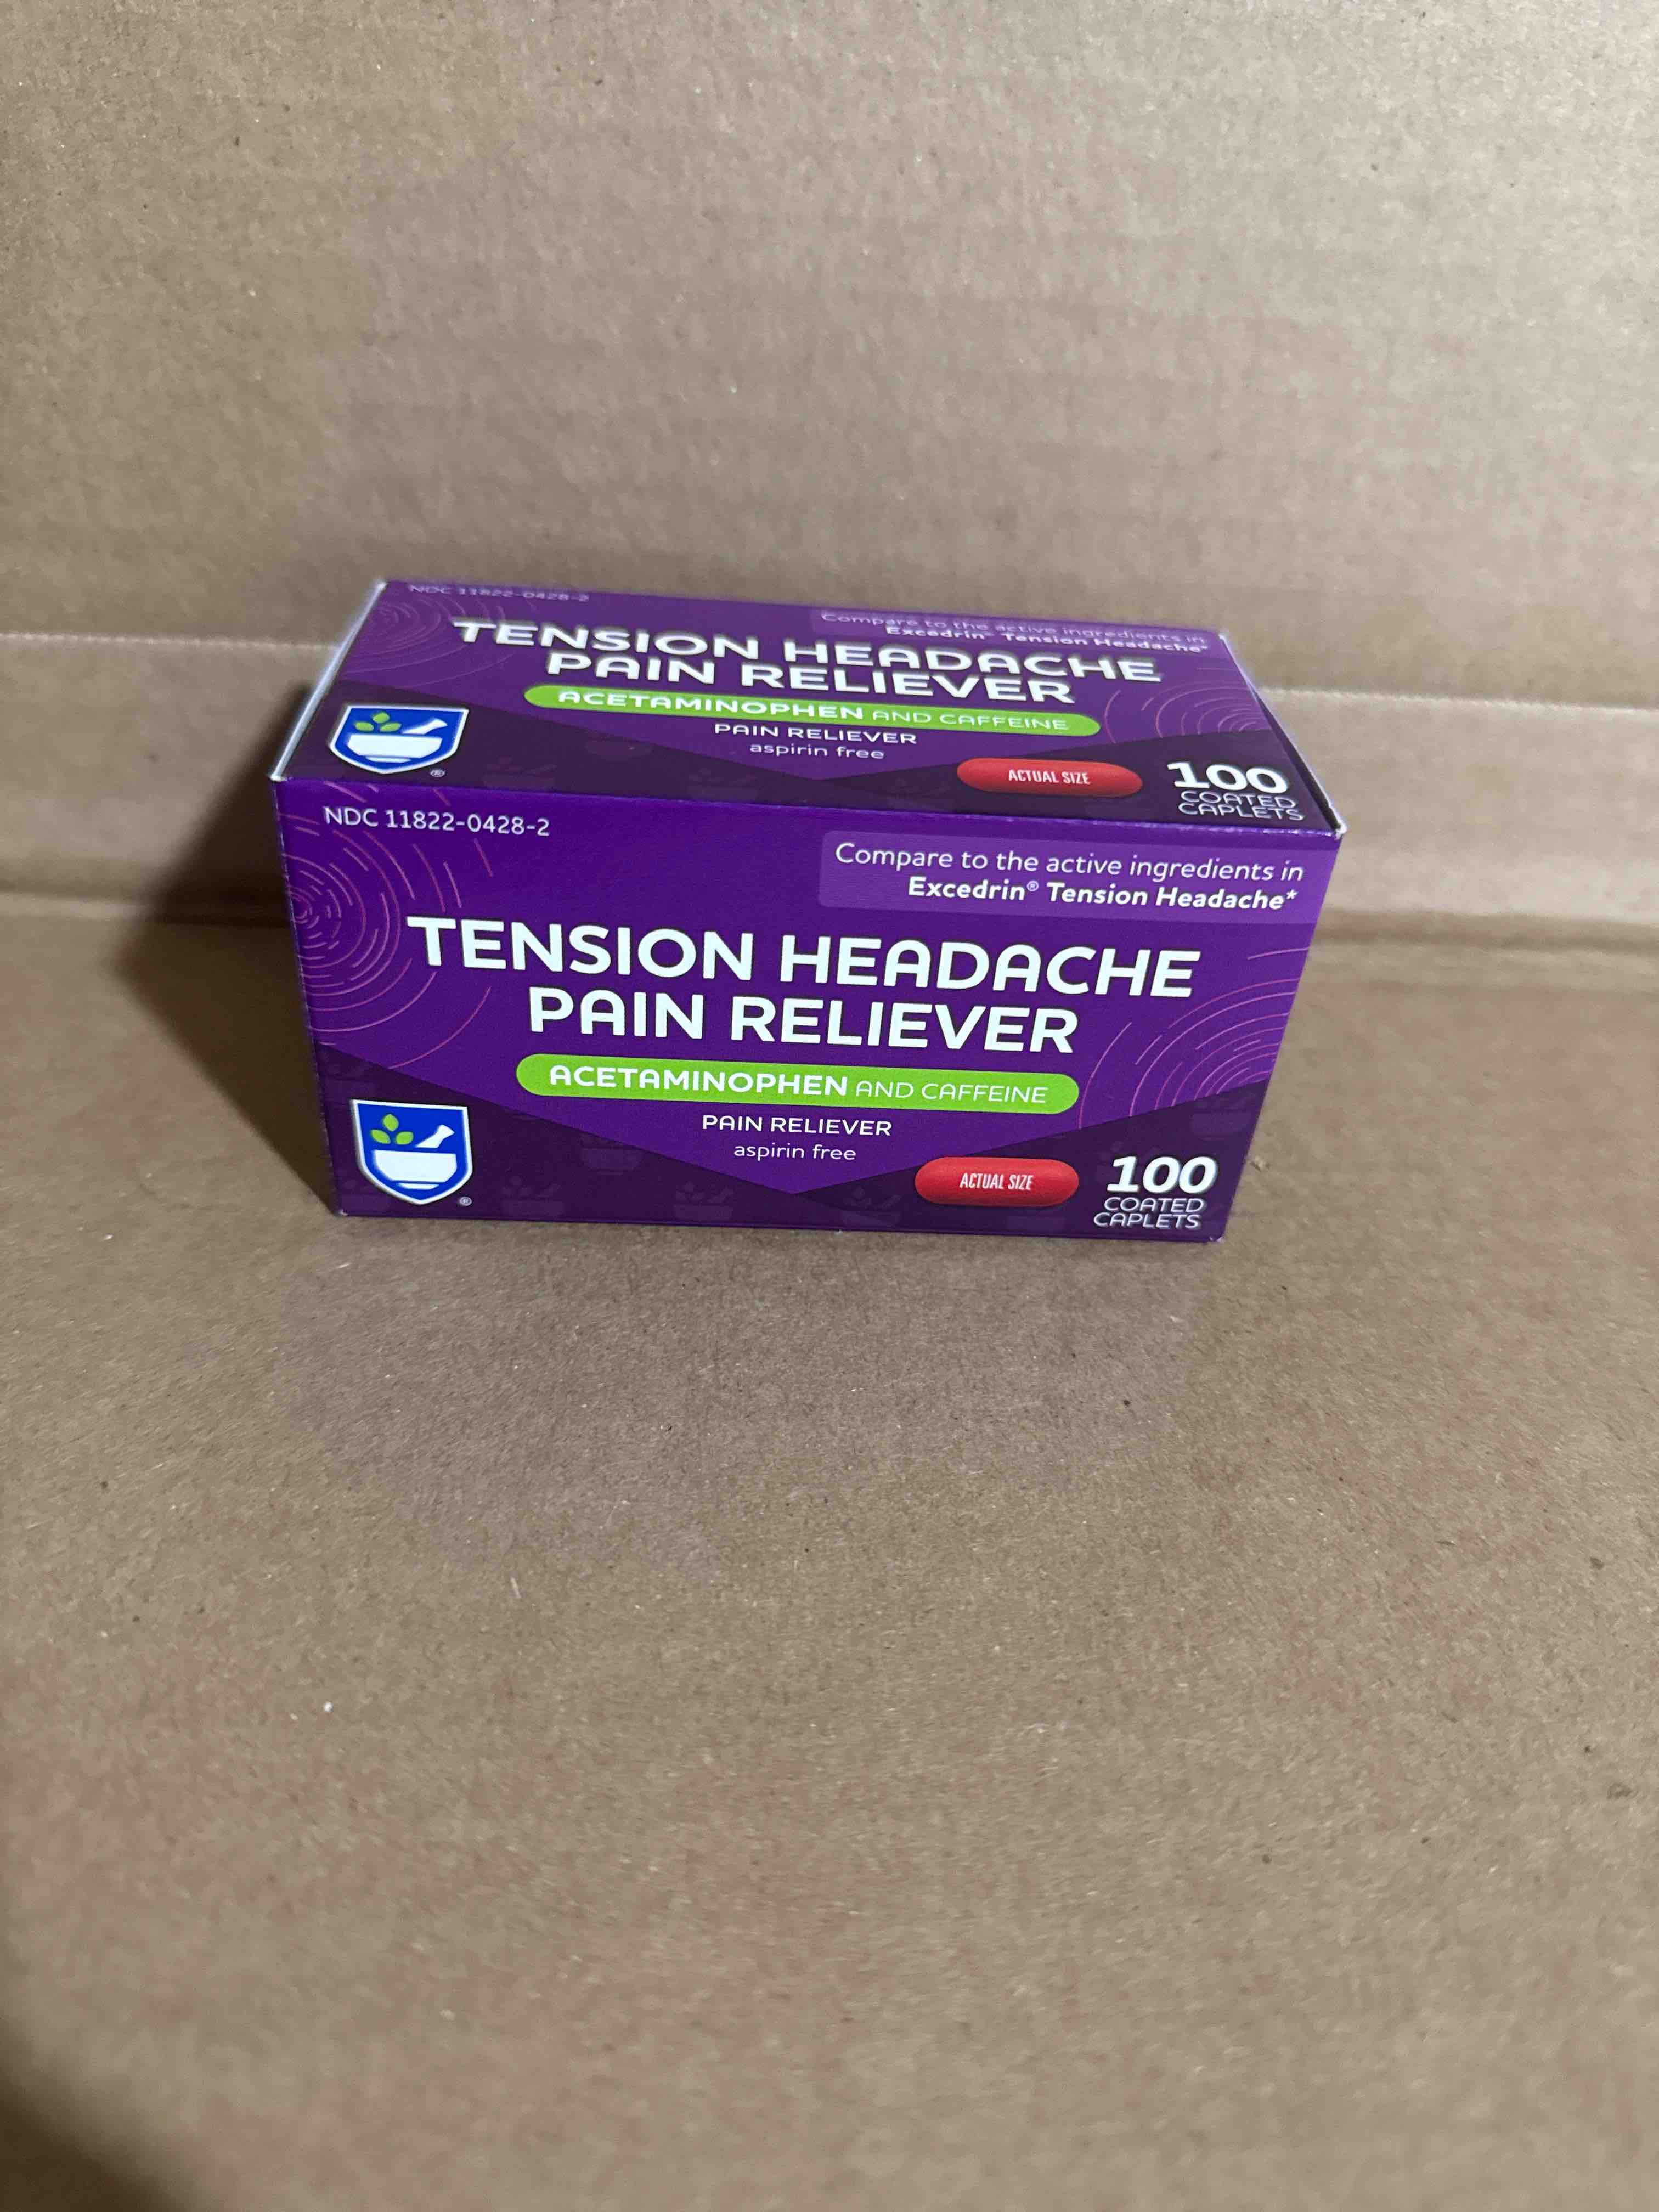 NDC 11822-0428-2
Compare to the active ingredients in
Excedrin® Tension Headache*
TENSION HEADACHE
PAIN RELIEVER
ACETAMINOPHEN AND CAFFEINE
PAIN RELIEVER
aspirin free
®
ACTUAL SIZE
100
COATED
CAPLETS
NDC 11822-0428-2
Compare to the active ingredients in
Excedrin® Tension Headache*
TENSION HEADACHE
PAIN RELIEVER
ACETAMINOPHEN AND CAFFEINE
PAIN RELIEVER
aspirin free
®
ACTUAL SIZE
100
COATED
CAPLETS